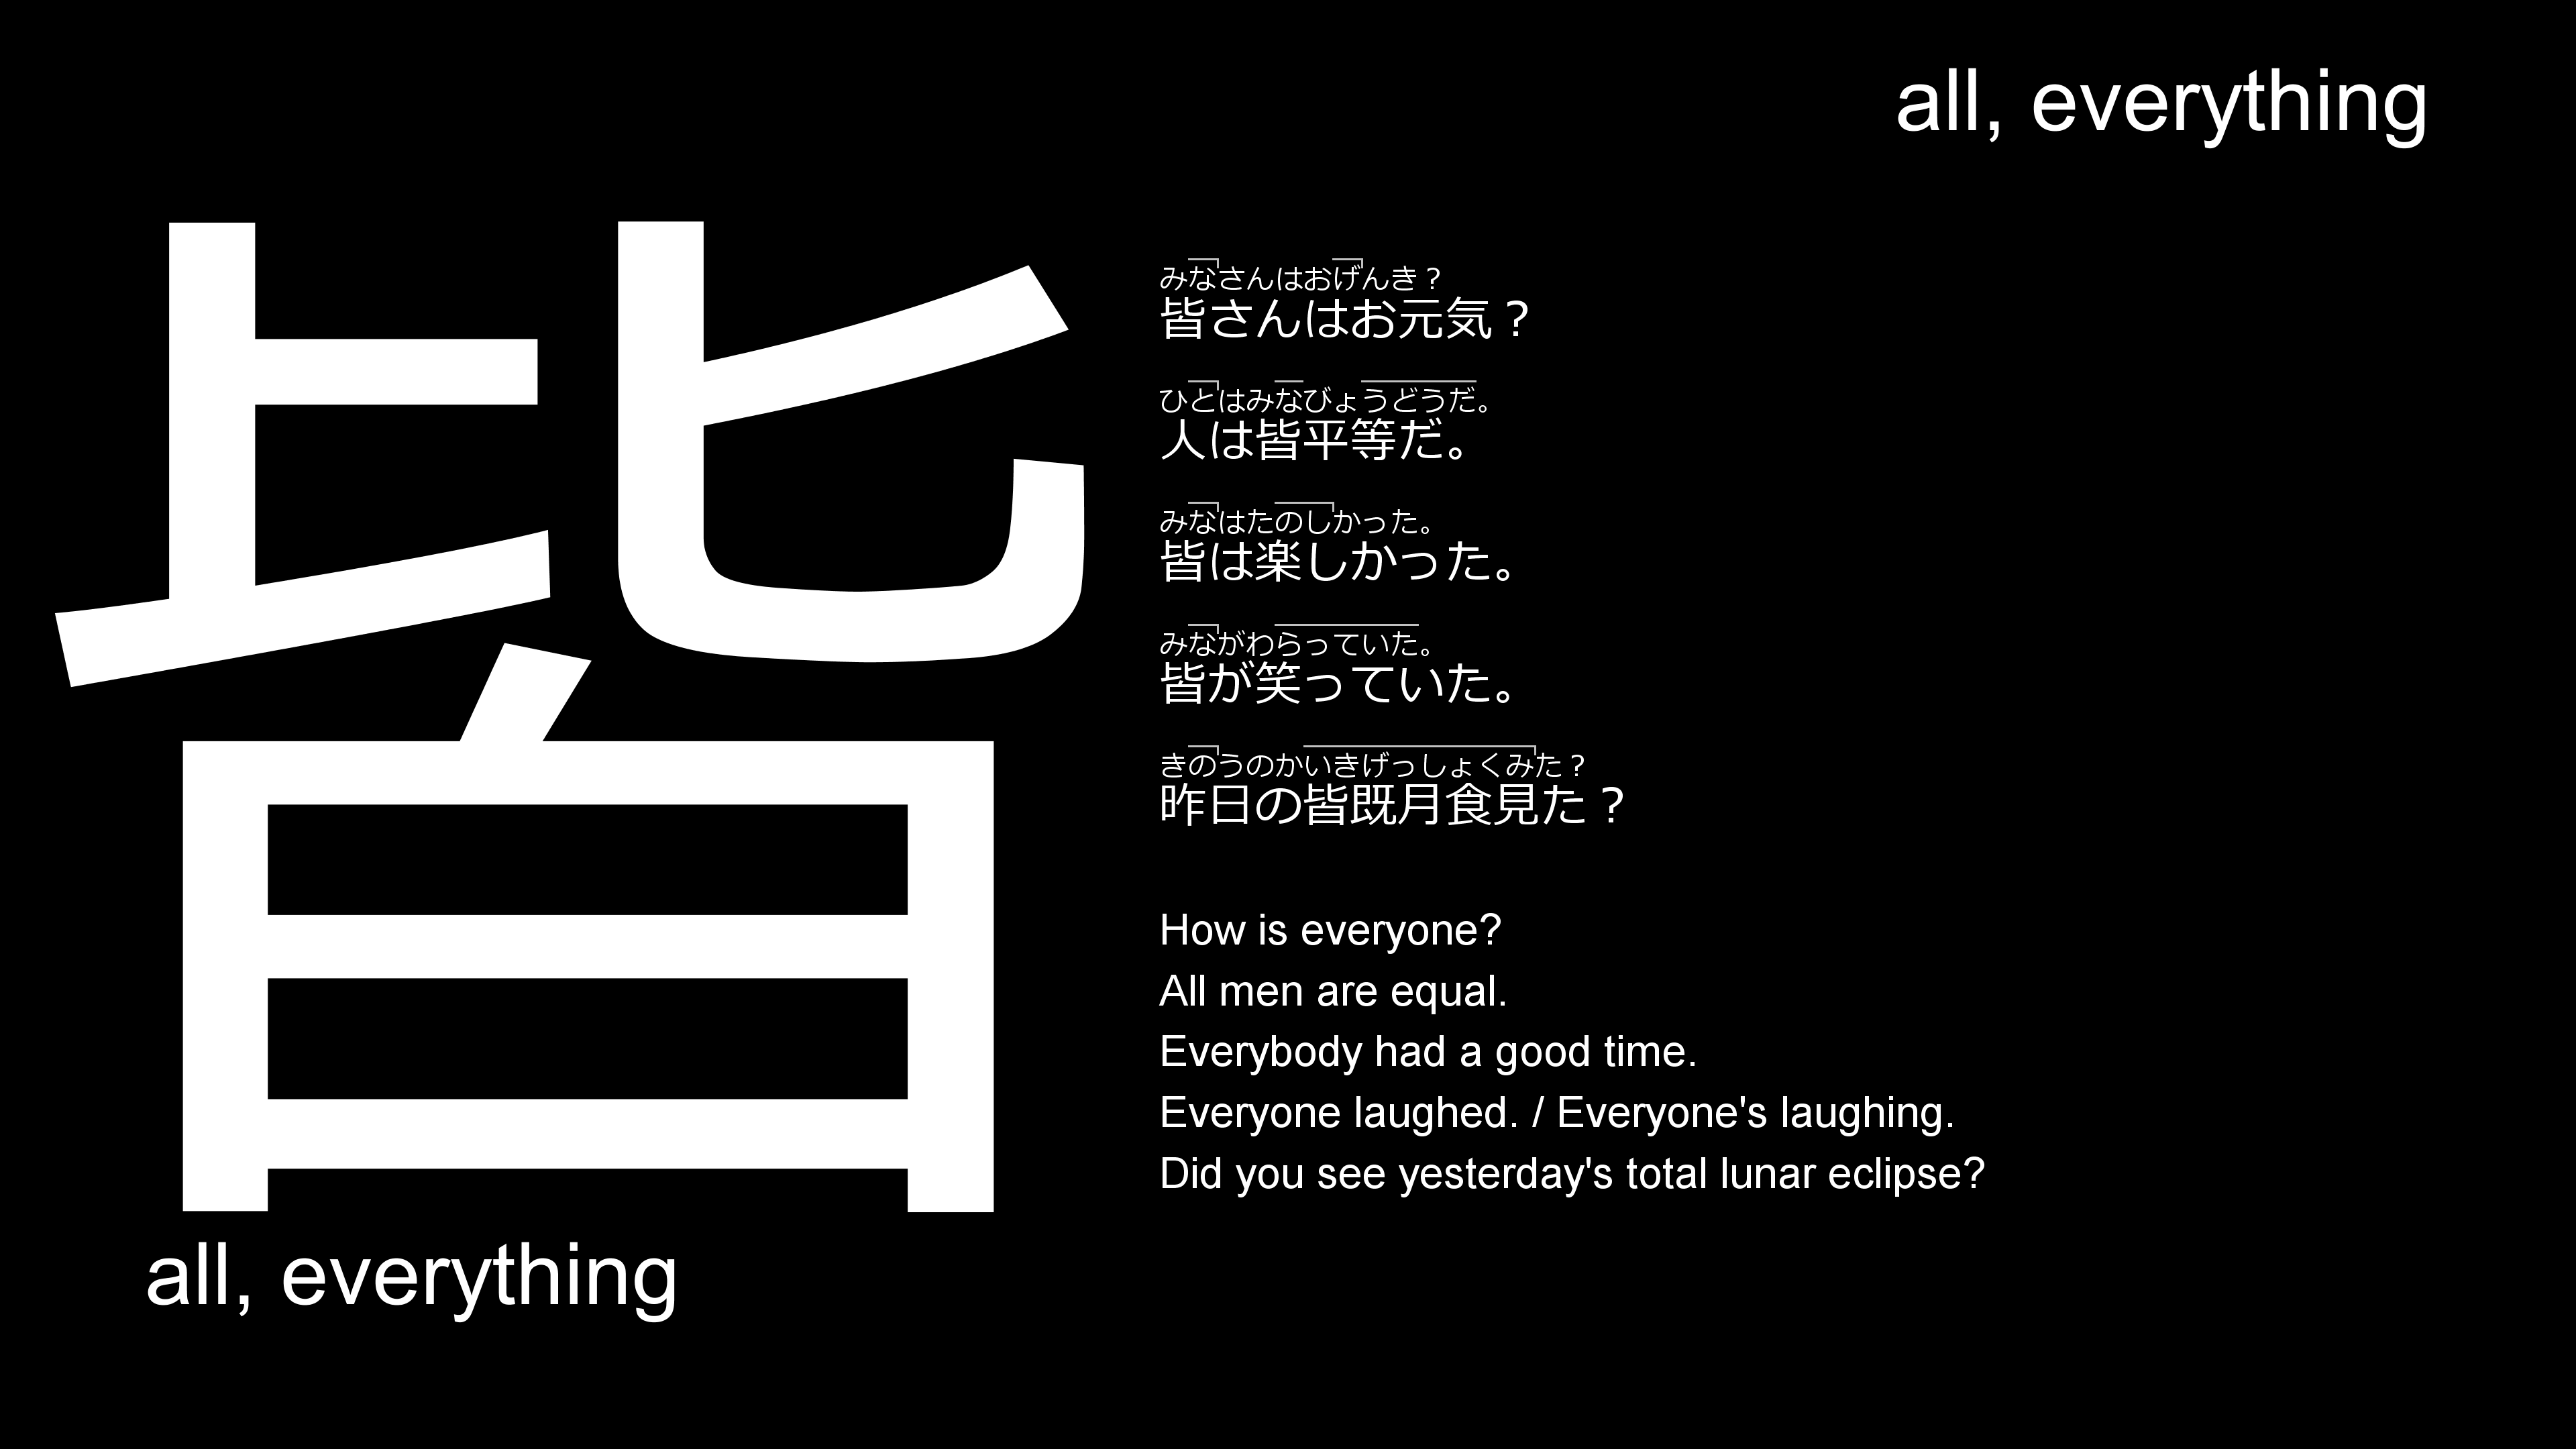 all, everything
皆
みなさんはおげんき？
皆さんはお元気？
ひとはみなびょうどうだ。
人は皆平等だ。
みなはたのしかった。
皆は楽しかった。
みながわらっていた。
皆が笑っていた。
きのうのかいきげっしょくみた？
昨日の皆既月食見た？
How is everyone?
All men are equal.
Everybody had a good time.
Everyone laughed. / Everyone's laughing.
Did you see yesterday's total lunar eclipse?
all, everything